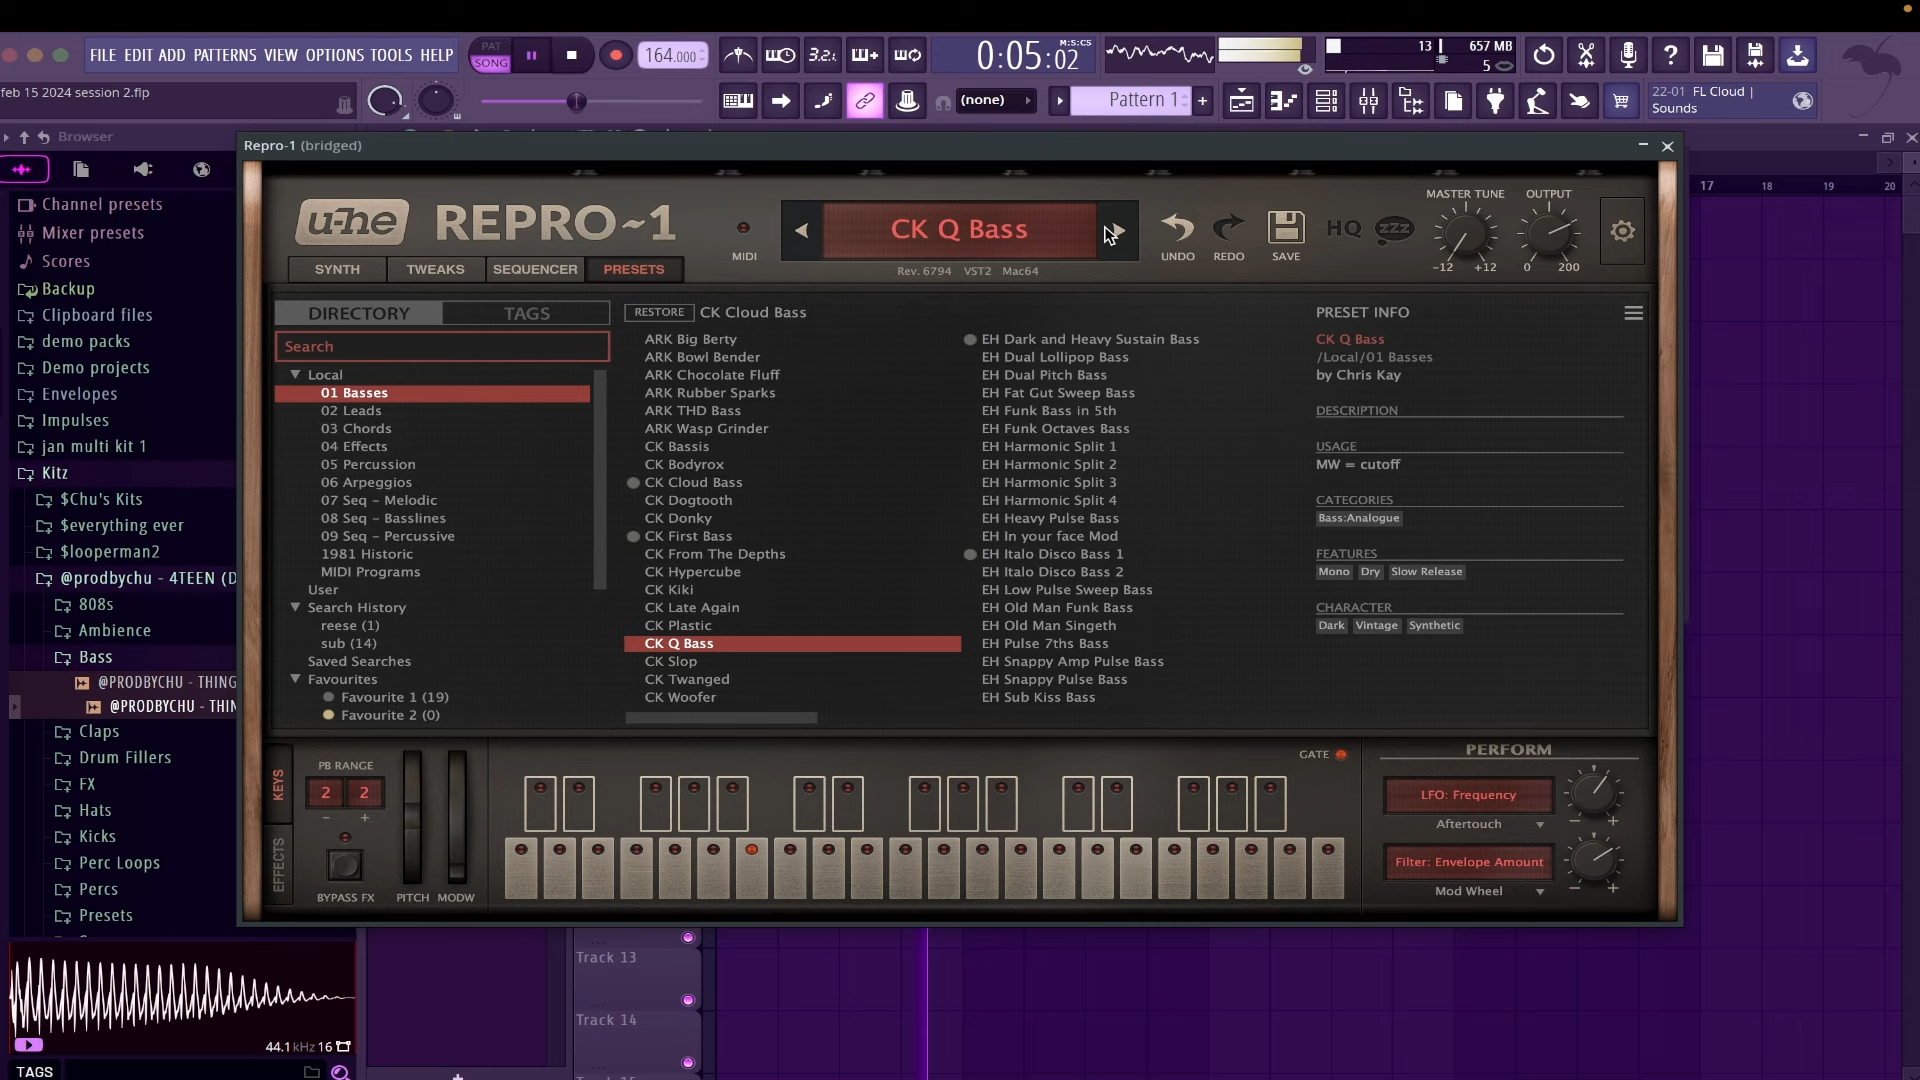 FILE EDIT ADD PATTERNS VIEW OPTIONS TOOLS HELP
PAT
SONG
164.000
3.2.
0:05:02
M:S:CS
13
657 MB
5
feb 15 2024 session 2.flp
(none)
Pattern 1
22-01 FL Cloud |
Sounds
Browser
Repro-1 (bridged)
17 18 19 20
Channel presets
Mixer presets
Scores
Backup
Clipboard files
demo packs
Demo projects
Envelopes
Impulses
jan multi kit 1
Kitz
$Chu's Kits
$everything ever
$looperman2
@prodbychu - 4TEEN (D
808s
Ambience
Bass
@PRODBYCHU - THING
@PRODBYCHU - THIN
Claps
Drum Fillers
FX
Hats
Kicks
Perc Loops
Percs
Presets
44.1 kHz 16
TAGS
u-he
REPRO~1
MIDI
CK Q Bass
Rev. 6794 VST2 Mac64
UNDO
REDO
SAVE
HQ
zzz
MASTER TUNE
-12 +12
OUTPUT
0 200
SYNTH
TWEAKS
SEQUENCER
PRESETS
DIRECTORY
TAGS
Search
Local
01 Basses
02 Leads
03 Chords
04 Effects
05 Percussion
06 Arpeggios
07 Seq – Melodic
08 Seq – Basslines
09 Seq – Percussive
1981 Historic
MIDI Programs
User
Search History
reese (1)
sub (14)
Saved Searches
Favourites
Favourite 1 (19)
Favourite 2 (0)
RESTORE
CK Cloud Bass
ARK Big Berty
ARK Bowl Bender
ARK Chocolate Fluff
ARK Rubber Sparks
ARK THD Bass
ARK Wasp Grinder
CK Bassis
CK Bodyrox
CK Cloud Bass
CK Dogtooth
CK Donky
CK First Bass
CK From The Depths
CK Hypercube
CK Kiki
CK Late Again
CK Plastic
CK Q Bass
CK Slop
CK Twanged
CK Woofer
EH Dark and Heavy Sustain Bass
EH Dual Lollipop Bass
EH Dual Pitch Bass
EH Fat Gut Sweep Bass
EH Funk Bass in 5th
EH Funk Octaves Bass
EH Harmonic Split 1
EH Harmonic Split 2
EH Harmonic Split 3
EH Harmonic Split 4
EH Heavy Pulse Bass
EH In your face Mod
EH Italo Disco Bass 1
EH Italo Disco Bass 2
EH Low Pulse Sweep Bass
EH Old Man Funk Bass
EH Old Man Singeth
EH Pulse 7ths Bass
EH Snappy Amp Pulse Bass
EH Snappy Pulse Bass
EH Sub Kiss Bass
PRESET INFO
CK Q Bass
/Local/01 Basses
by Chris Kay
DESCRIPTION
USAGE
MW = cutoff
CATEGORIES
Bass:Analogue
FEATURES
Mono Dry Slow Release
CHARACTER
Dark Vintage Synthetic
KEYS
EFFECTS
PB RANGE
2 2
– +
BYPASS FX
PITCH
MODW
GATE
PERFORM
LFO: Frequency
Aftertouch
– +
Filter: Envelope Amount
Mod Wheel
– +
Track 13
Track 14